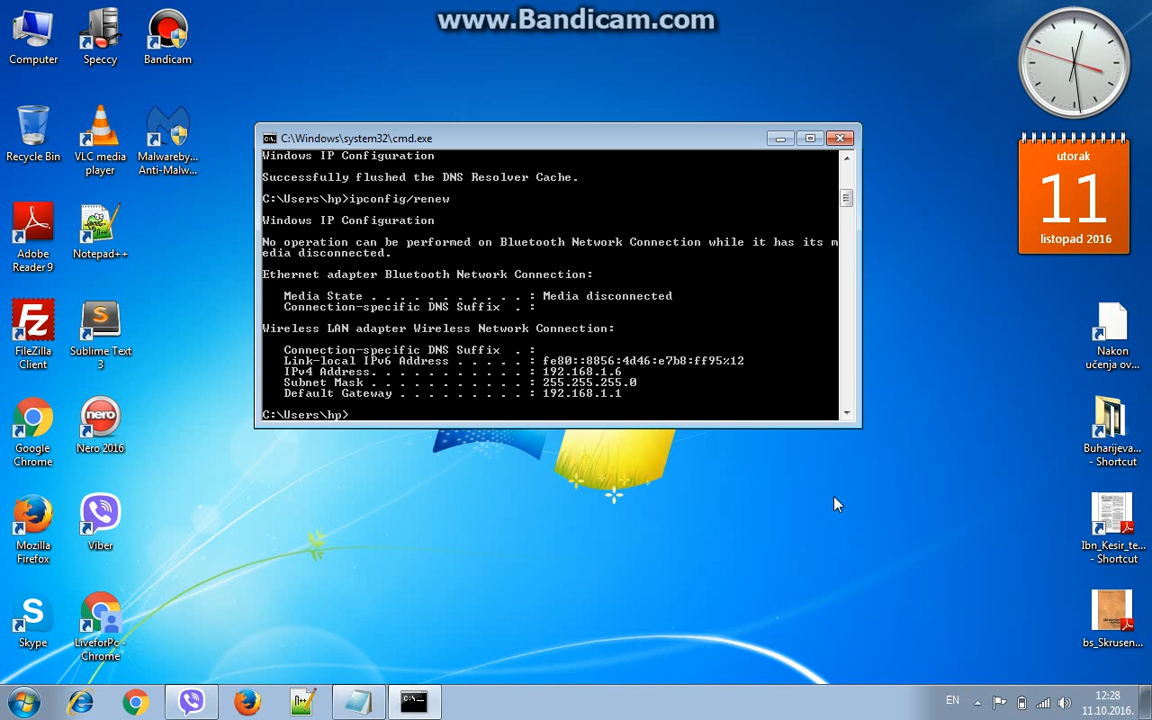 www.Bandicam.com
Computer
Speccy
Bandicam
Recycle Bin
VLC media
player
Malwareby...
Anti-Malw...
Adobe
Reader 9
Notepad++
FileZilla
Client
Sublime Text
3
Google
Chrome
Nero 2016
Mozilla
Firefox
Viber
Skype
LiveforPc -
Chrome
C:\Windows\system32\cmd.exe
Windows IP Configuration
Successfully flushed the DNS Resolver Cache.
C:\Users\hp>ipconfig/renew
Windows IP Configuration
No operation can be performed on Bluetooth Network Connection while it has its m
edia disconnected.
Ethernet adapter Bluetooth Network Connection:
Media State . . . . . . . . . . . : Media disconnected
Connection-specific DNS Suffix  . :
Wireless LAN adapter Wireless Network Connection:
Connection-specific DNS Suffix  . :
Link-local IPv6 Address . . . . . : fe80::8856:4d46:e7b8:ff95%12
IPv4 Address. . . . . . . . . . . : 192.168.1.6
Subnet Mask . . . . . . . . . . . : 255.255.255.0
Default Gateway . . . . . . . . . : 192.168.1.1
C:\Users\hp>
utorak
11
listopad 2016
Nakon
učenja ov...
Buharijeva...
- Shortcut
Ibn_Kesir_te...
- Shortcut
bs_Skrusen...
EN
12:28
11.10.2016.